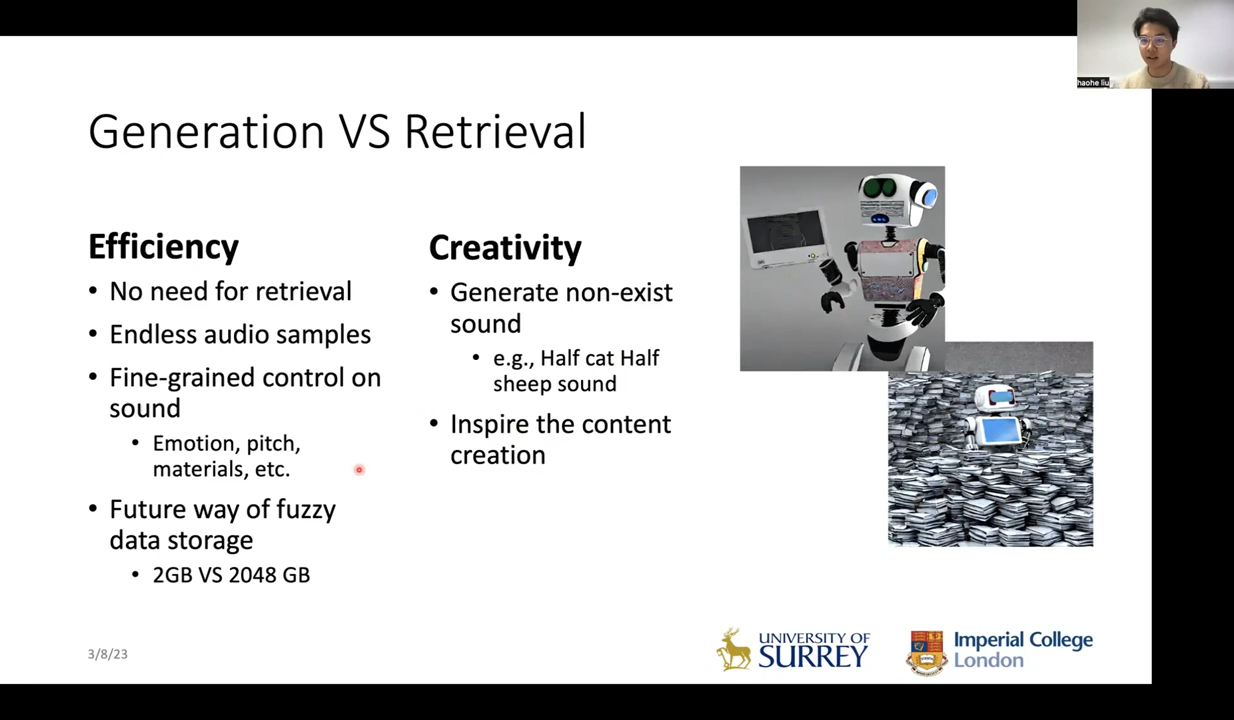 haohe liu
Generation VS Retrieval
Efficiency
• No need for retrieval
• Endless audio samples
• Fine-grained control on
sound
• Emotion, pitch,
materials, etc.
• Future way of fuzzy
data storage
• 2GB VS 2048 GB
Creativity
• Generate non-exist
sound
• e.g., Half cat Half
sheep sound
• Inspire the content
creation
3/8/23
UNIVERSITY OF
SURREY
Imperial College
London